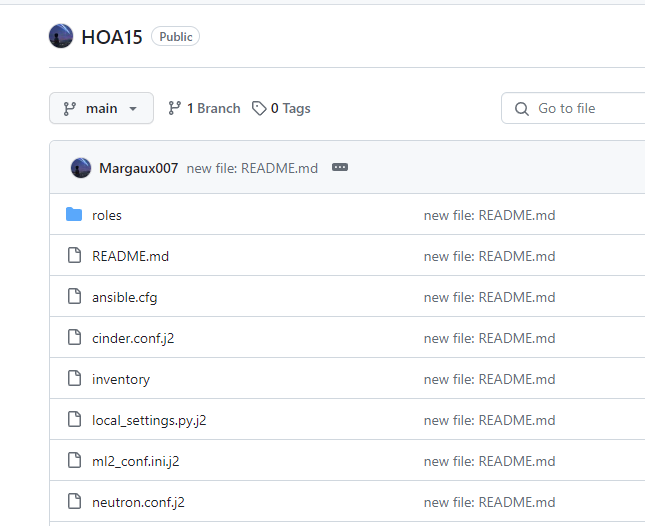 HOA15 Public
main 1 Branch 0 Tags Go to file
Margaux007 new file: README.md
roles new file: README.md
README.md new file: README.md
ansible.cfg new file: README.md
cinder.conf.j2 new file: README.md
inventory new file: README.md
local_settings.py.j2 new file: README.md
ml2_conf.ini.j2 new file: README.md
neutron.conf.j2 new file: README.md